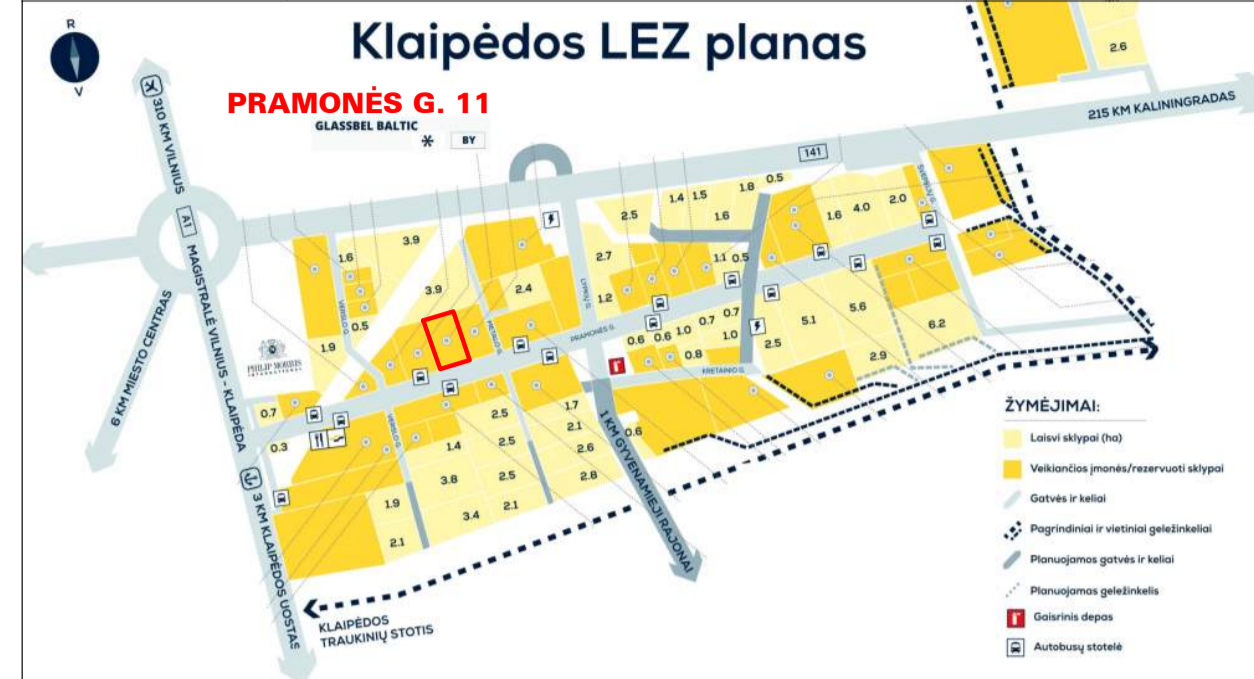 R
V
Klaipėdos LEZ planas
PRAMONĖS G. 11
GLASSBEL BALTIC
BY
310 KM VILNIUS
A1
MAGISTRALĖ VILNIUS - KLAIPĖDA
6 KM MIESTO CENTRAS
3 KM KLAIPĖDOS UOSTAS
215 KM KALININGRADAS
141
2.6
PHILIP MORRIS
INTERNATIONAL
3.9
1.6
0.5
1.9
VERSLO G.
3.9
METALO G.
2.4
2.5
1.4
1.5
1.8
0.5
1.6
2.7
1.2
LYPKIŲ G.
1.1
0.5
1.6
4.0
2.0
PRAMONĖS G.
0.6
0.6
1.0
0.7
0.7
1.0
0.8
2.5
5.1
5.6
6.2
2.9
KRETAINIO G.
0.7
0.3
VERSLO G.
1.4
2.5
1.7
2.1
2.5
2.6
3.8
2.5
2.8
1.9
3.4
2.1
2.1
0.6
1 KM GYVENAMIEJI RAJONAI
KLAIPĖDOS
TRAUKINIŲ STOTIS
ŽYMĖJIMAI:
Laisvi sklypai (ha)
Veikiančios įmonės/rezervuoti sklypai
Gatvės ir keliai
Pagrindiniai ir vietiniai geležinkeliai
Planuojamos gatvės ir keliai
Planuojamas geležinkelis
Gaisrinis depas
Autobusų stotelė